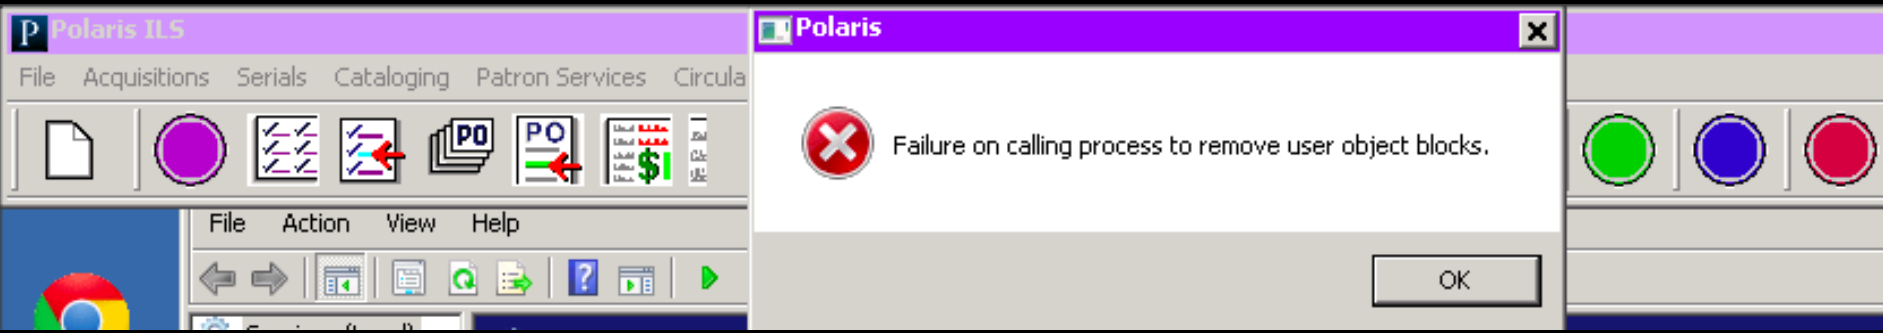 Polaris ILS
Polaris
File Acquisitions Serials Cataloging Patron Services Circula
PO
PO
$
Failure on calling process to remove user object blocks.
File Action View Help
?
OK